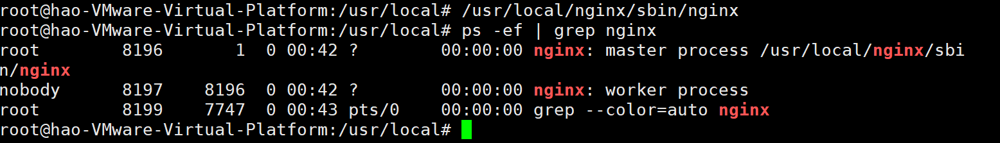 root@hao-VMware-Virtual-Platform:/usr/local# /usr/local/nginx/sbin/nginx
root@hao-VMware-Virtual-Platform:/usr/local# ps -ef | grep nginx
root        8196       1  0 00:42 ?        00:00:00 nginx: master process /usr/local/nginx/sbi
n/nginx
nobody      8197    8196  0 00:42 ?        00:00:00 nginx: worker process
root        8199    7747  0 00:43 pts/0    00:00:00 grep --color=auto nginx
root@hao-VMware-Virtual-Platform:/usr/local#